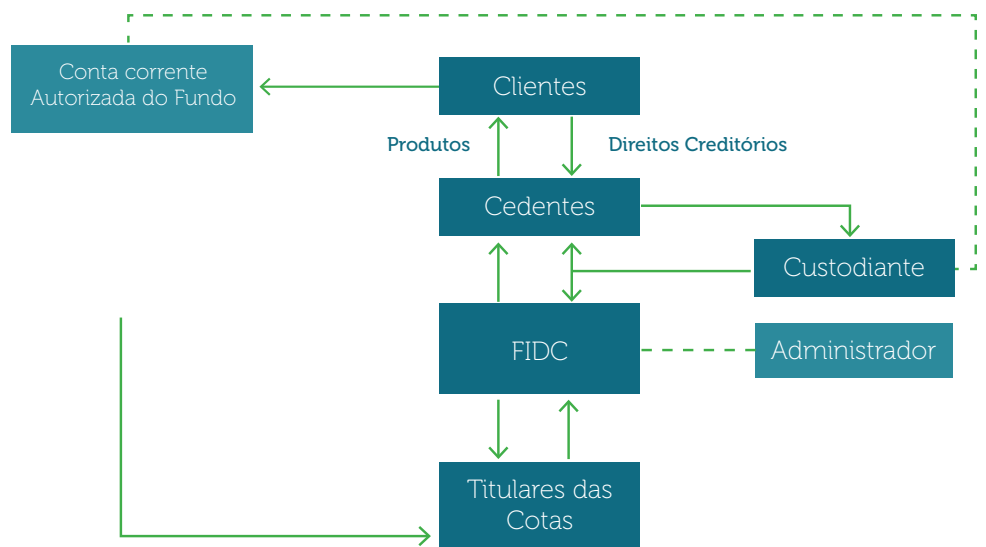 Conta corrente
Autorizada do Fundo
Clientes
Produtos
Direitos Creditórios
Cedentes
Custodiante
FIDC
Administrador
Titulares das
Cotas